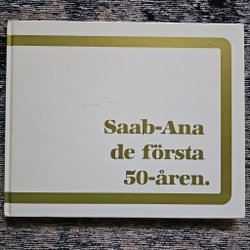 Saab-Ana
de första
50-åren.